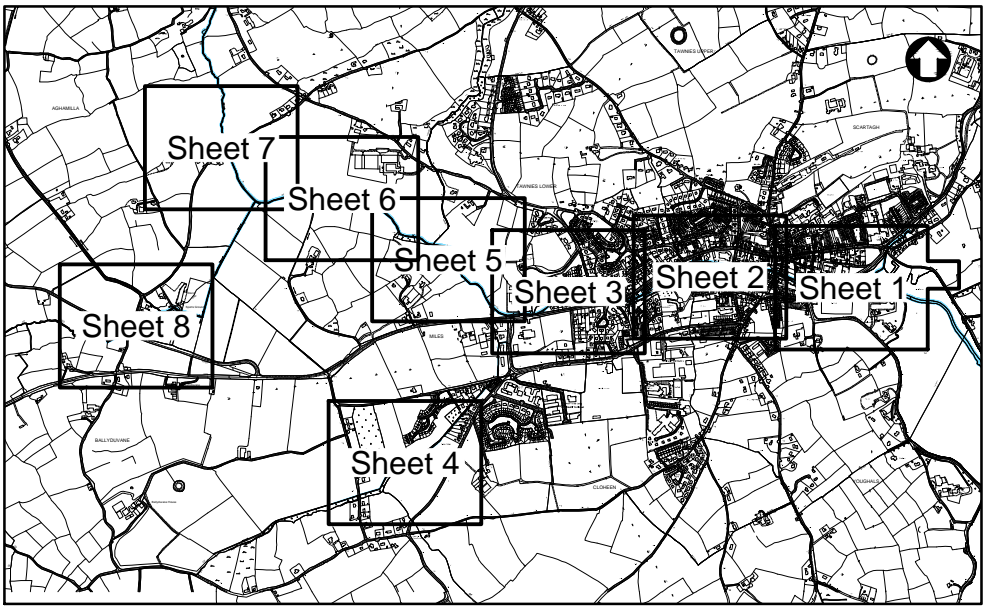 TAWNIES UPPER
AGHAMILLA
SCARTAGH
Sheet 7
TAWNIES LOWER
Sheet 6
Sheet 5
Sheet 2
Sheet 3
Sheet 1
Sheet 8
MILES
BALLYDUVANE
Sheet 4
YOUGHALS
CLOHEEN